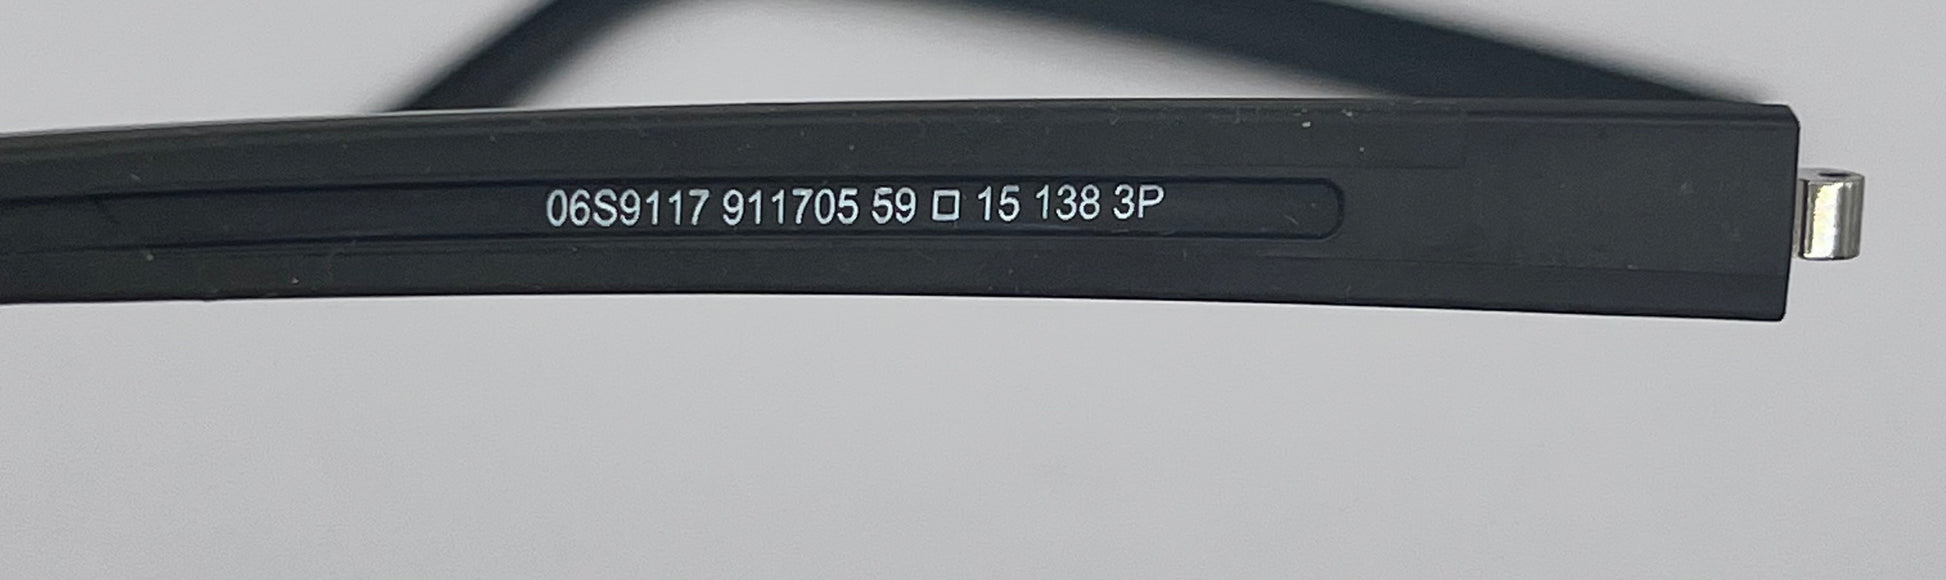 06S9117 911705 59 □ 15 138 3P